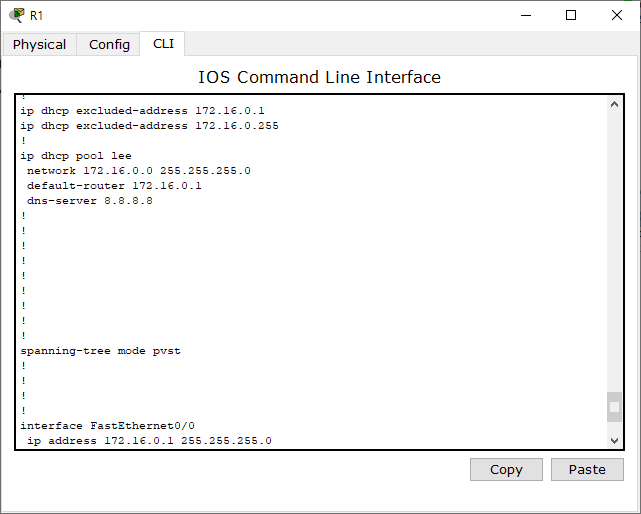 R1
Physical Config CLI
IOS Command Line Interface
!
ip dhcp excluded-address 172.16.0.1
ip dhcp excluded-address 172.16.0.255
!
ip dhcp pool lee
network 172.16.0.0 255.255.255.0
default-router 172.16.0.1
dns-server 8.8.8.8
!
!
!
!
!
!
!
!
!
spanning-tree mode pvst
!
!
!
!
interface FastEthernet0/0
ip address 172.16.0.1 255.255.255.0
Copy Paste